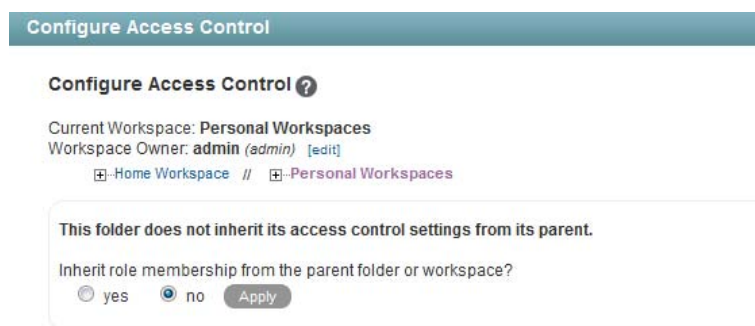 Configure Access Control
Configure Access Control ?
Current Workspace: Personal Workspaces
Workspace Owner: admin (admin) [edit]
Home Workspace // Personal Workspaces
This folder does not inherit its access control settings from its parent.
Inherit role membership from the parent folder or workspace?
yes no Apply